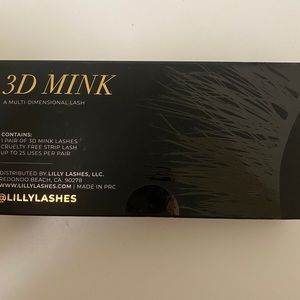 3D MINK
A MULTI-DIMENSIONAL LASH
CONTAINS:
1 PAIR OF 3D MINK LASHES
CRUELTY FREE STRIP LASH
UP TO 25 USES PER PAIR
DISTRIBUTED BY LILLY LASHES, LLC.
REDONDO BEACH, CA. 90278
WWW.LILLYLASHES.COM | MADE IN PRC
@LILLYLASHES